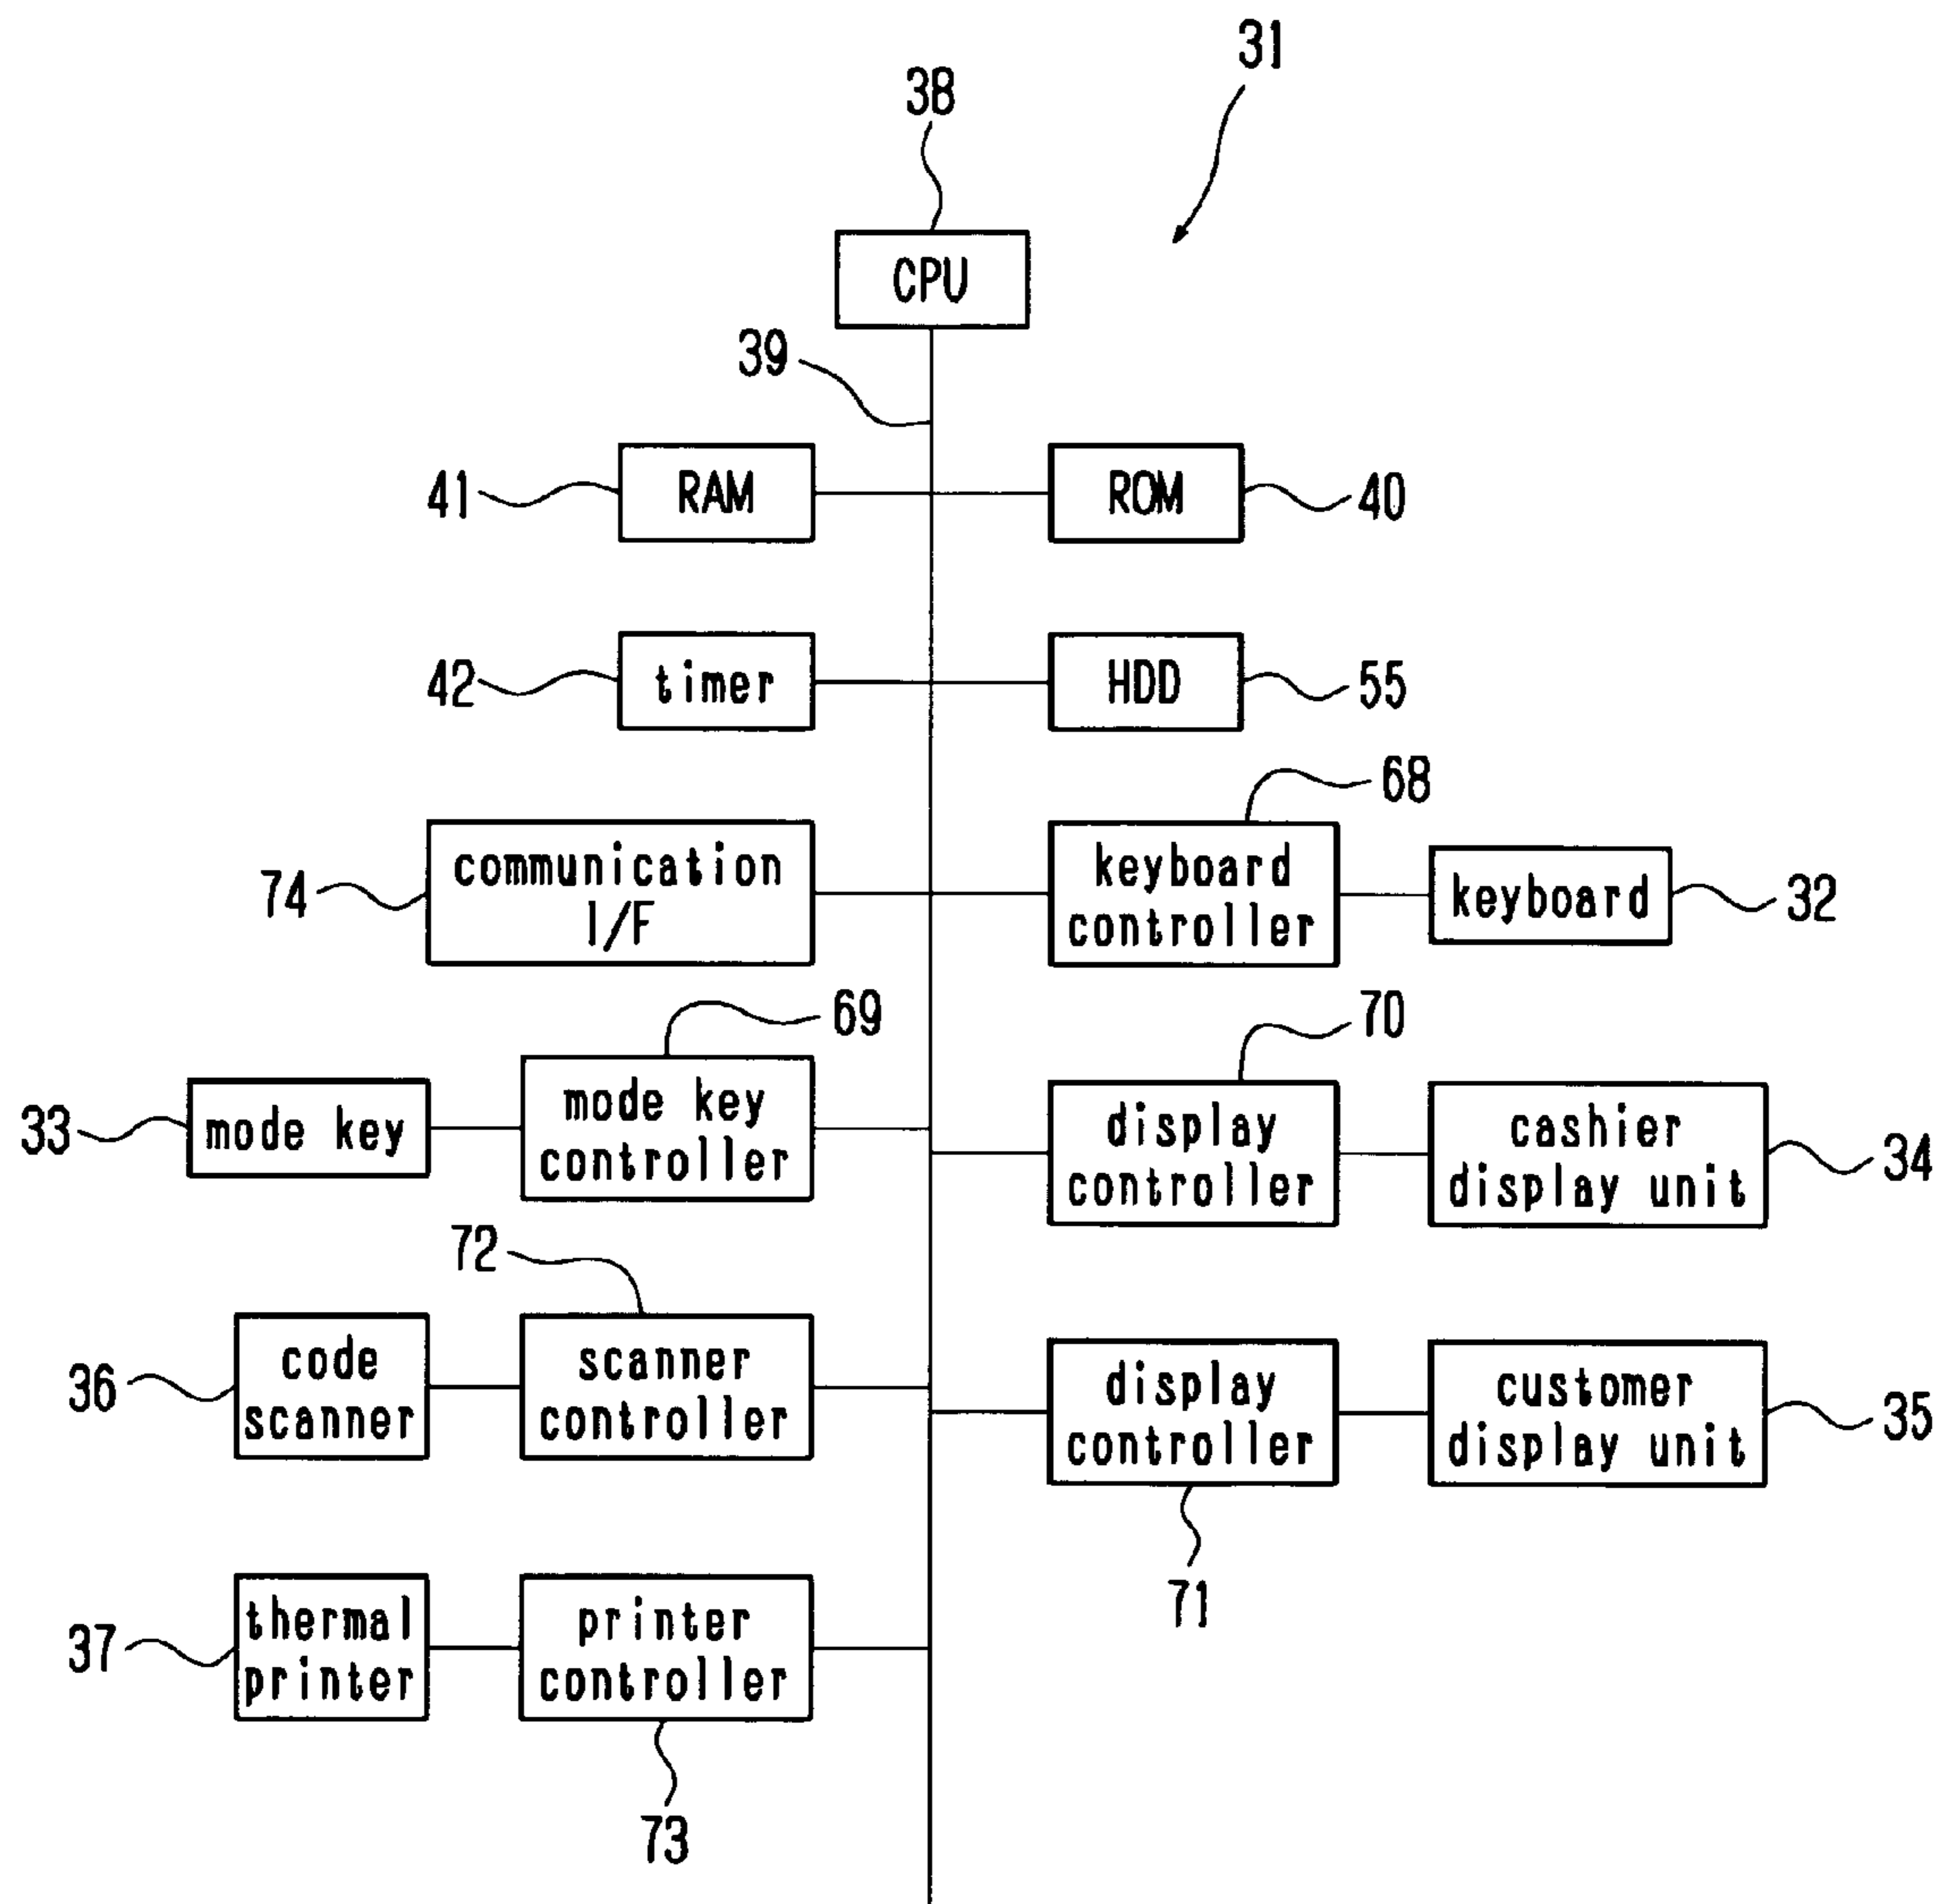 31
38
CPU
39
41
RAM
ROM
40
42
timer
HDD
55
68
74
communication
I/F
keyboard
controller
keyboard
32
69
70
33
mode key
mode key
controller
display
controller
cashier
display unit
34
72
36
code
scanner
scanner
controller
display
controller
customer
display unit
35
71
37
thermal
printer
printer
controller
73